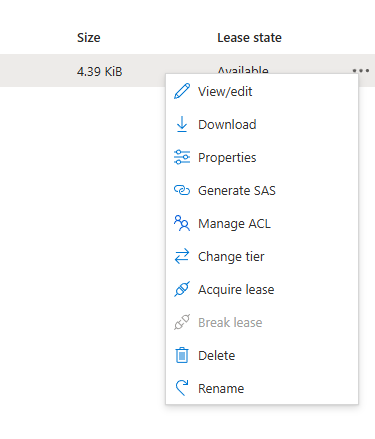 Size Lease state
4.39 KiB Available
View/edit
Download
Properties
Generate SAS
Manage ACL
Change tier
Acquire lease
Break lease
Delete
Rename